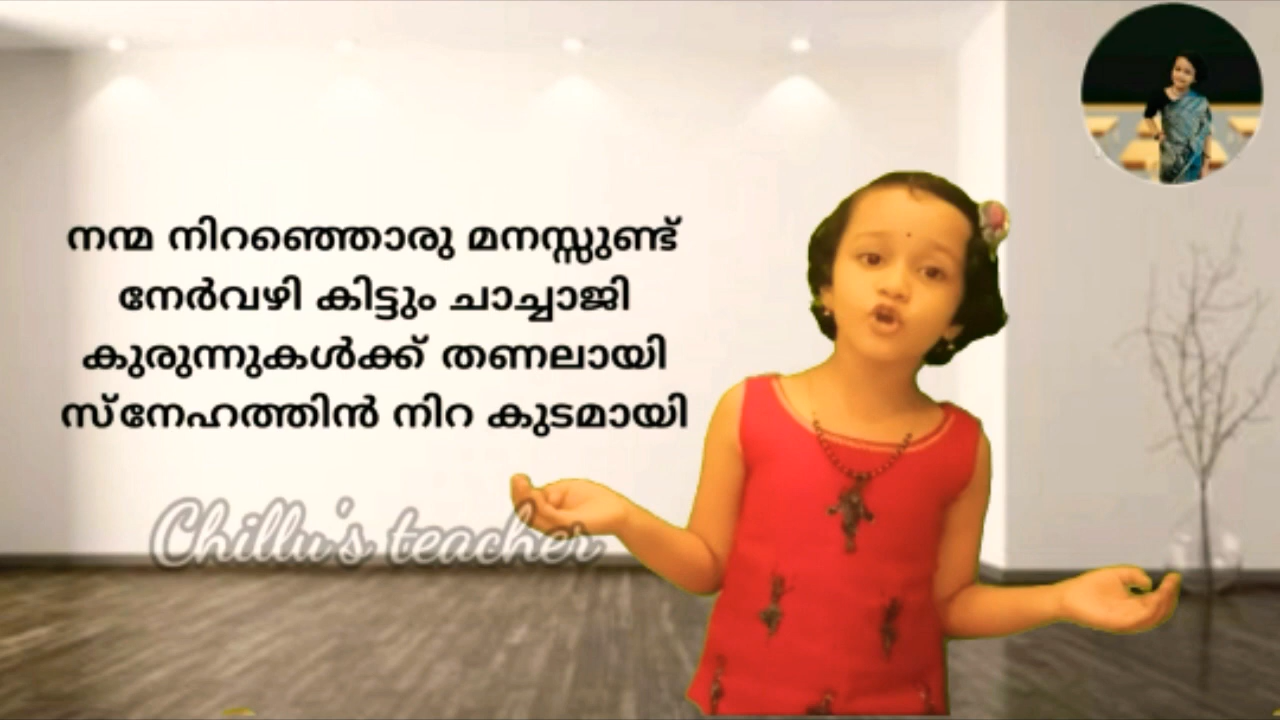 നന്മ നിറഞ്ഞൊരു മനസ്സുണ്ട്
നേർവഴി കിട്ടും ചാച്ചാജി
കുരുന്നുകൾക്ക് തണലായി
സ്നേഹത്തിൻ നിറ കുടമായി
Chillu's teacher